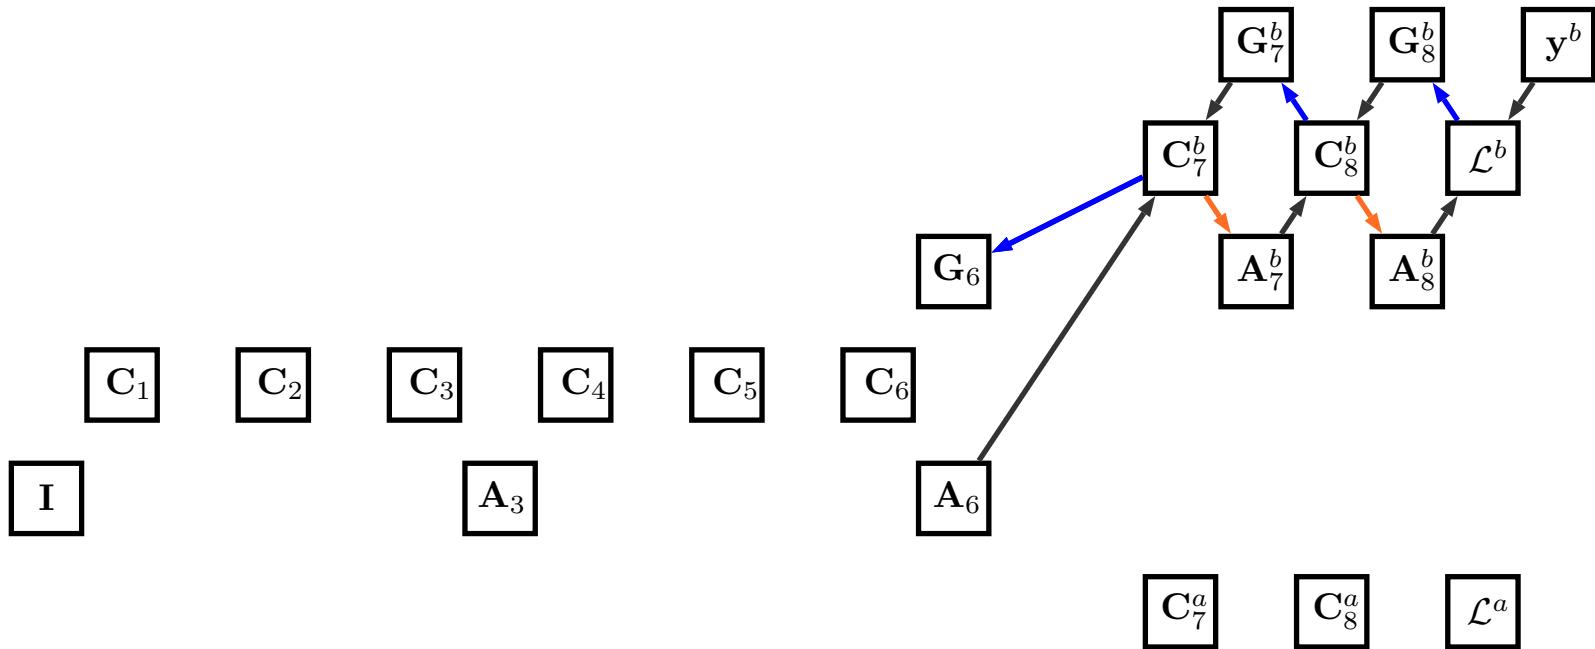 G₇ᵇ G₈ᵇ yᵇ
C₇ᵇ C₈ᵇ ℒᵇ
G₆ A₇ᵇ A₈ᵇ
C₁ C₂ C₃ C₄ C₅ C₆
I A₃ A₆
C₇ᵃ C₈ᵃ ℒᵃ